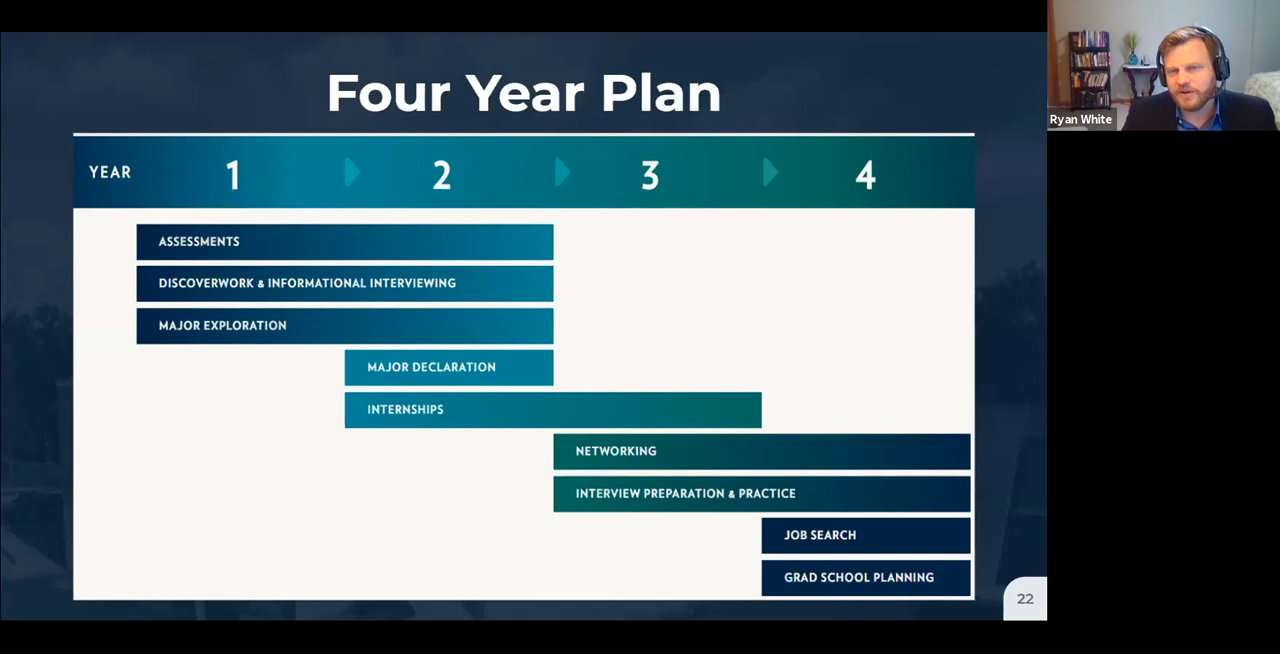 Four Year Plan
YEAR 1 2 3 4
ASSESSMENTS
DISCOVERWORK & INFORMATIONAL INTERVIEWING
MAJOR EXPLORATION
MAJOR DECLARATION
INTERNSHIPS
NETWORKING
INTERVIEW PREPARATION & PRACTICE
JOB SEARCH
GRAD SCHOOL PLANNING
22
Ryan White